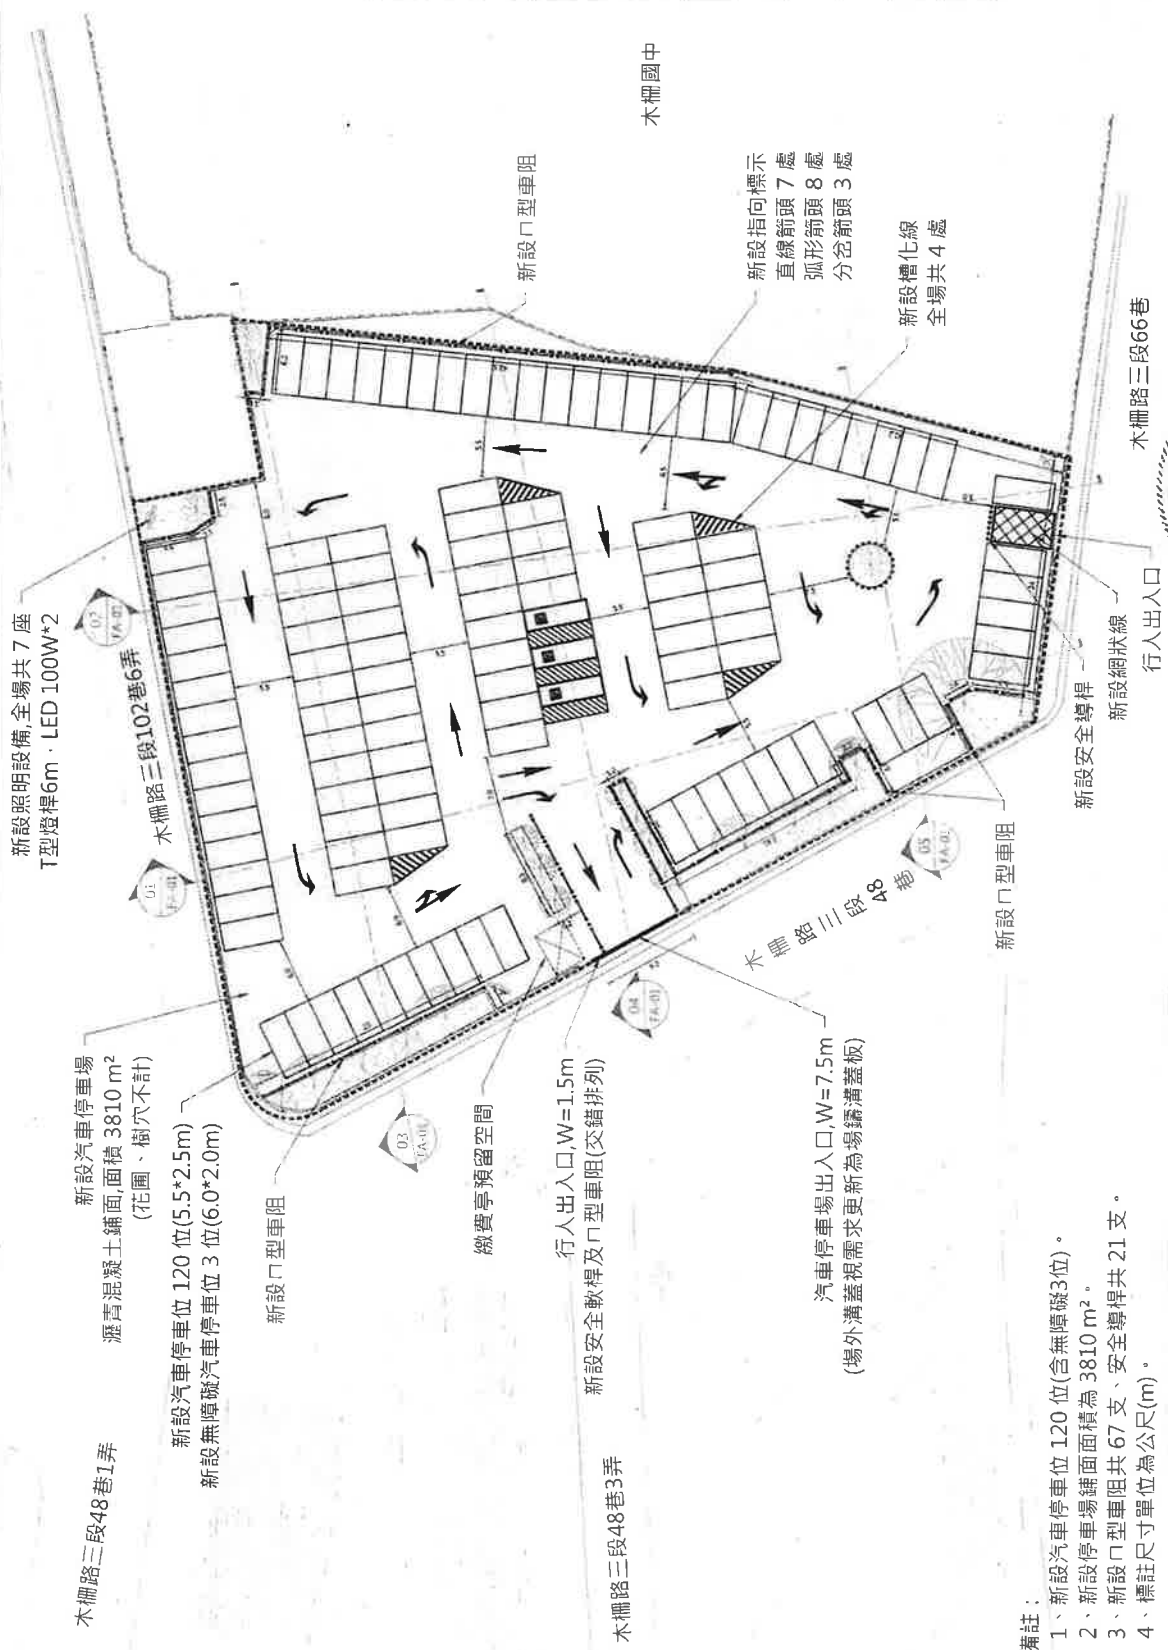 木柵路三段48巷1弄
新設汽車停車場
瀝青混凝土鋪面,面積 3810 m²
(花圃、樹穴不計)
新設汽車停車位 120 位(5.5*2.5m)
新設無障礙汽車停車位 3 位(6.0*2.0m)
新設ㄇ型車阻
繳費亭預留空間
行人出入口,W=1.5m
新設安全軟桿及ㄇ型車阻(交錯排列)
木柵路三段48巷3弄
汽車停車場出入口,W=7.5m
(場外溝蓋視需求更新為場鑄溝蓋板)
新設照明設備,全場共 7 座
T型燈桿6m・LED 100W*2
木柵路三段102巷6弄
01
FA-01
02
FA-01
03
FA-01
04
FA-01
05
FA-01
木柵路三段48巷
新設ㄇ型車阻
新設安全導桿
新設網狀線
行人出入口
木柵國中
新設ㄇ型車阻
新設指向標示
直線箭頭 7 處
弧形箭頭 8 處
分岔箭頭 3 處
新設槽化線
全場共 4 處
木柵路三段66巷
備註：
1、新設汽車停車位 120 位(含無障礙3位)。
2、新設停車場鋪面面積為 3810 m²。
3、新設ㄇ型車阻共 67 支、安全導桿共 21 支。
4、標註尺寸單位為公尺(m)。